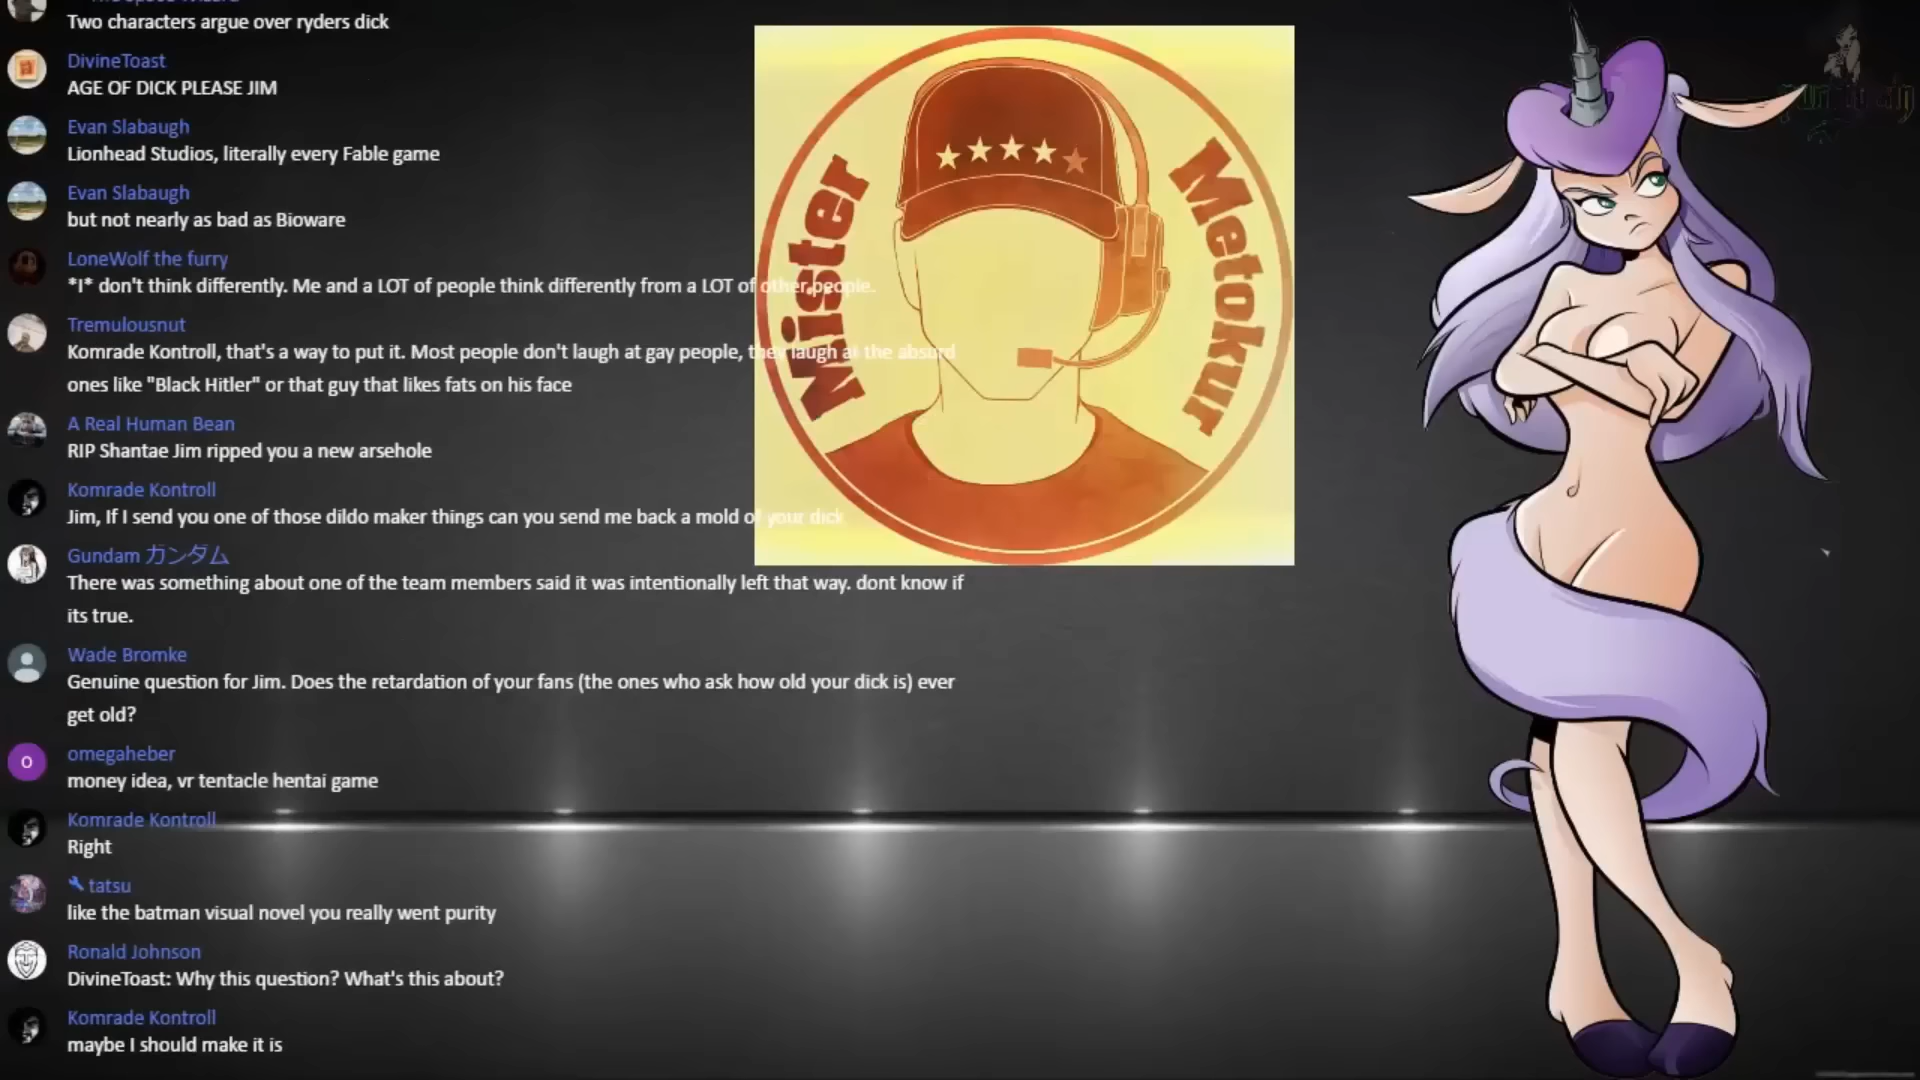 Two characters argue over ryders dick
DivineToast
AGE OF DICK PLEASE JIM
Evan Slabaugh
Lionhead Studios, literally every Fable game
Evan Slabaugh
but not nearly as bad as Bioware
LoneWolf the furry
*I* don't think differently. Me and a LOT of people think differently from a LOT of other people.
Tremulousnut
Komrade Kontroll, that's a way to put it. Most people don't laugh at gay people, they laugh at the absurd
ones like "Black Hitler" or that guy that likes fats on his face
A Real Human Bean
RIP Shantae Jim ripped you a new arsehole
Komrade Kontroll
Jim, If I send you one of those dildo maker things can you send me back a mold of your dick
Gundam ガンダム
There was something about one of the team members said it was intentionally left that way. dont know if
its true.
Wade Bromke
Genuine question for Jim. Does the retardation of your fans (the ones who ask how old your dick is) ever
get old?
O
omegaheber
money idea, vr tentacle hentai game
Komrade Kontroll
Right
tatsu
like the batman visual novel you really went purity
Ronald Johnson
DivineToast: Why this question? What's this about?
Komrade Kontroll
maybe I should make it is
Mister
Metokur